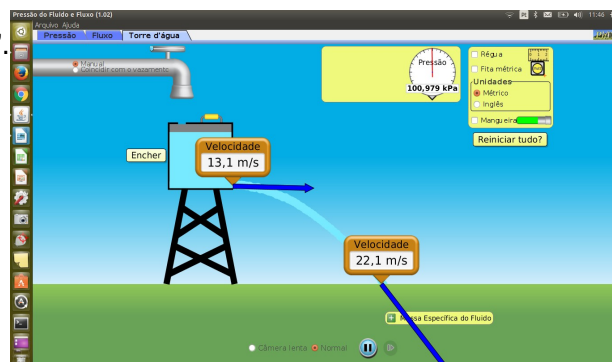 Pressão do Fluido e Fluxo (1.02)
Pt
11:46
Arquivo Ajuda
Pressão Fluxo Torre d'água
Manual
Coincidir com o vazamento
Pressão
100,979 kPa
Régua
Fita métrica
Unidades
Métrico
Inglês
Mangueira
Reiniciar tudo?
Encher
Velocidade
13,1 m/s
Velocidade
22,1 m/s
Específica do Fluido
Câmera lenta Normal